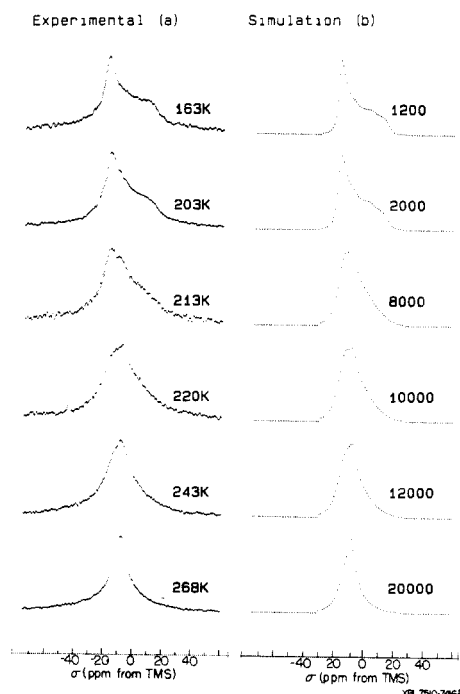 Experimental (a) Simulation (b)
163K 1200
203K 2000
213K 8000
220K 10000
243K 12000
268K 20000
-40 -20 0 20 40 -40 -20 0 20 40
σ (ppm from TMS) σ (ppm from TMS)